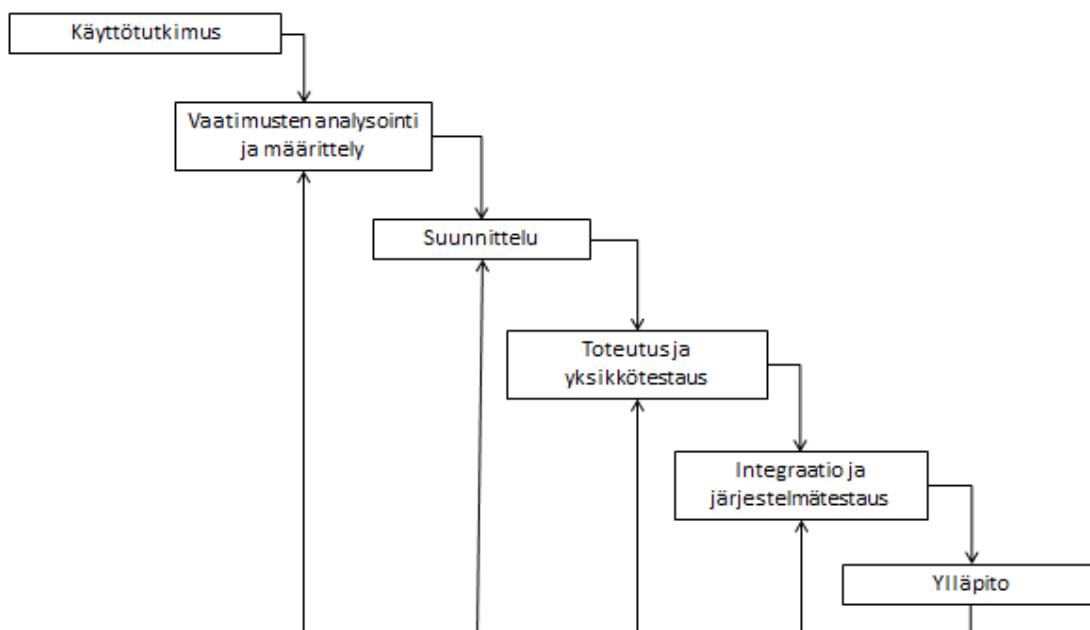 Käyttötutkimus
Vaatimusten analysointi
ja määrittely
Suunnittelu
Toteutus ja
yksikkötestaus
Integraatio ja
järjestelmätestaus
Ylläpito